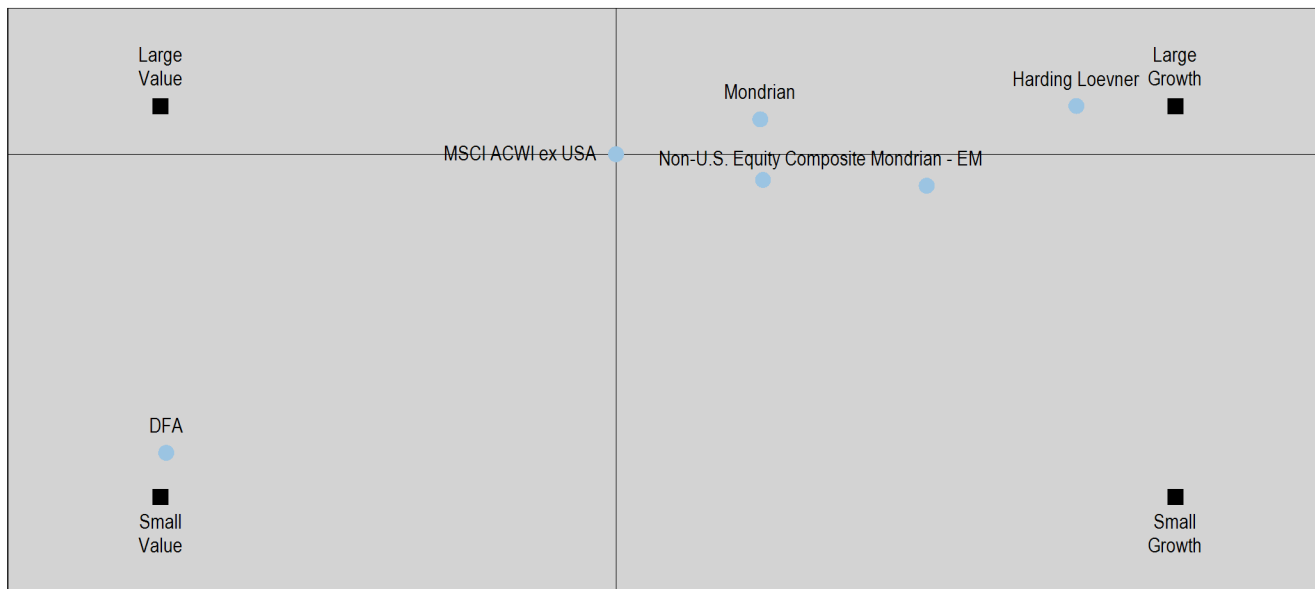 Large
Value
Large
Growth
Harding Loevner
Mondrian
MSCI ACWI ex USA
Non-U.S. Equity Composite
Mondrian - EM
DFA
Small
Value
Small
Growth